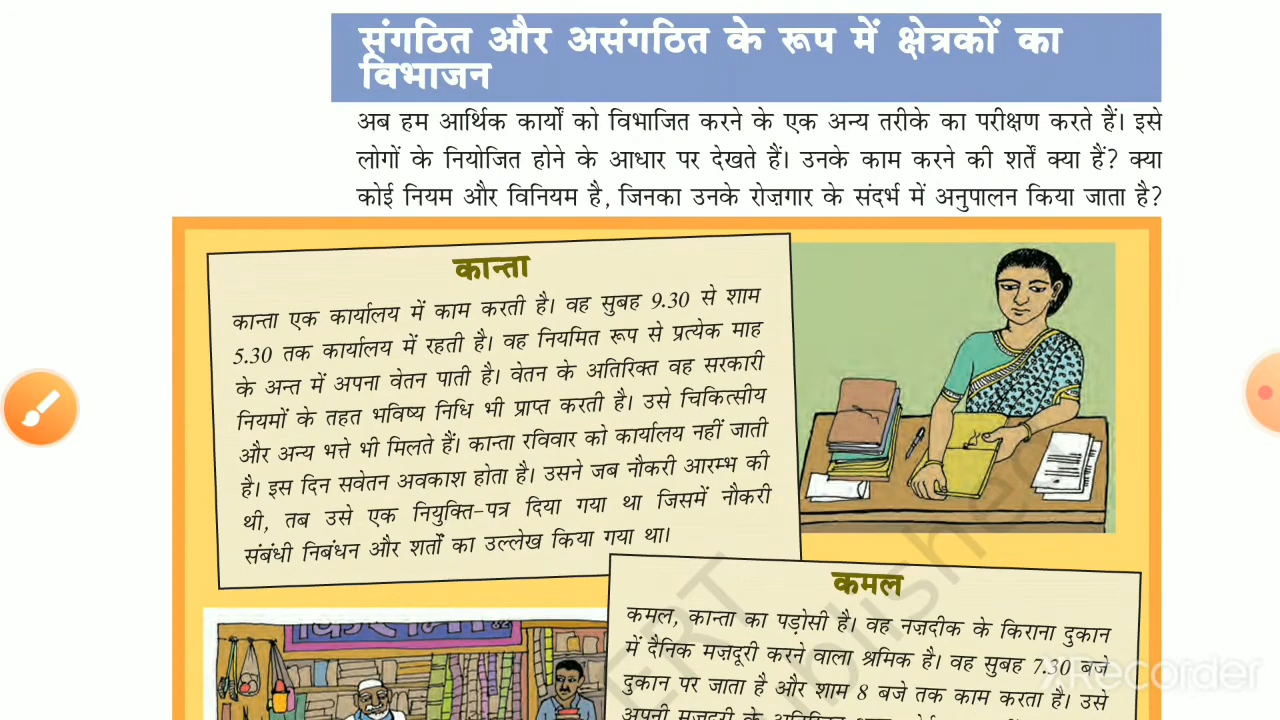 संगठित और असंगठित के रूप में क्षेत्रकों का
विभाजन
अब हम आर्थिक कार्यों को विभाजित करने के एक अन्य तरीके का परीक्षण करते हैं। इसे
लोगों के नियोजित होने के आधार पर देखते हैं। उनके काम करने की शर्तें क्या हैं? क्या
कोई नियम और विनियम है, जिनका उनके रोज़गार के संदर्भ में अनुपालन किया जाता है?
कान्ता
कान्ता एक कार्यालय में काम करती है। वह सुबह 9.30 से शाम
5.30 तक कार्यालय में रहती है। वह नियमित रूप से प्रत्येक माह
के अन्त में अपना वेतन पाती है। वेतन के अतिरिक्त वह सरकारी
नियमों के तहत भविष्य निधि भी प्राप्त करती है। उसे चिकित्सीय
और अन्य भत्ते भी मिलते हैं। कान्ता रविवार को कार्यालय नहीं जाती
है। इस दिन सवेतन अवकाश होता है। उसने जब नौकरी आरम्भ की
थी, तब उसे एक नियुक्ति-पत्र दिया गया था जिसमें नौकरी
संबंधी निबंधन और शर्तों का उल्लेख किया गया था।
कमल
कमल, कान्ता का पड़ोसी है। वह नज़दीक के किराना दुकान
में दैनिक मज़दूरी करने वाला श्रमिक है। वह सुबह 7.30 बजे
दुकान पर जाता है और शाम 8 बजे तक काम करता है। उसे
अपनी मज़दूरी के अतिरिक्त
XRecorder